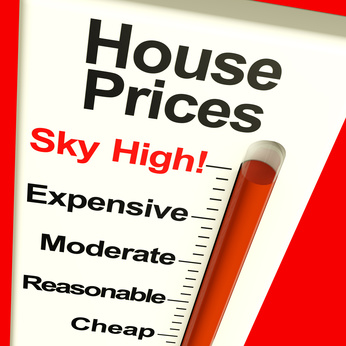 House
Prices
Sky High!
Expensive
Moderate
Reasonable
Cheap